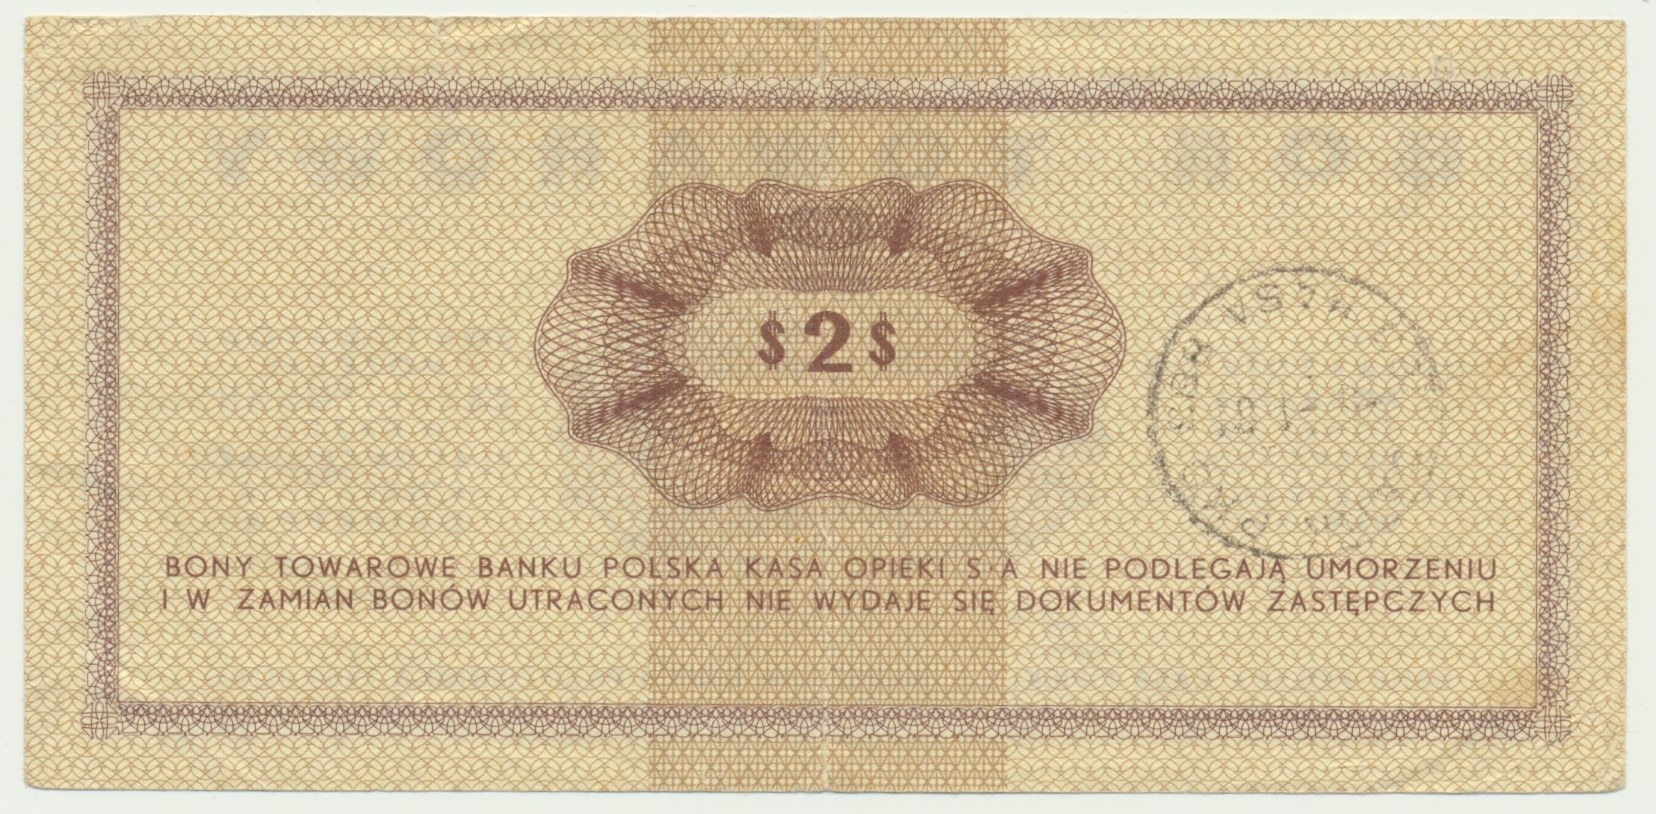 $2$
BONY TOWAROWE BANKU POLSKA KASA OPIEKI S·A NIE PODLEGAJĄ UMORZENIU
I W ZAMIAN BONÓW UTRACONYCH NIE WYDAJE SIĘ DOKUMENTÓW ZASTĘPCZYCH